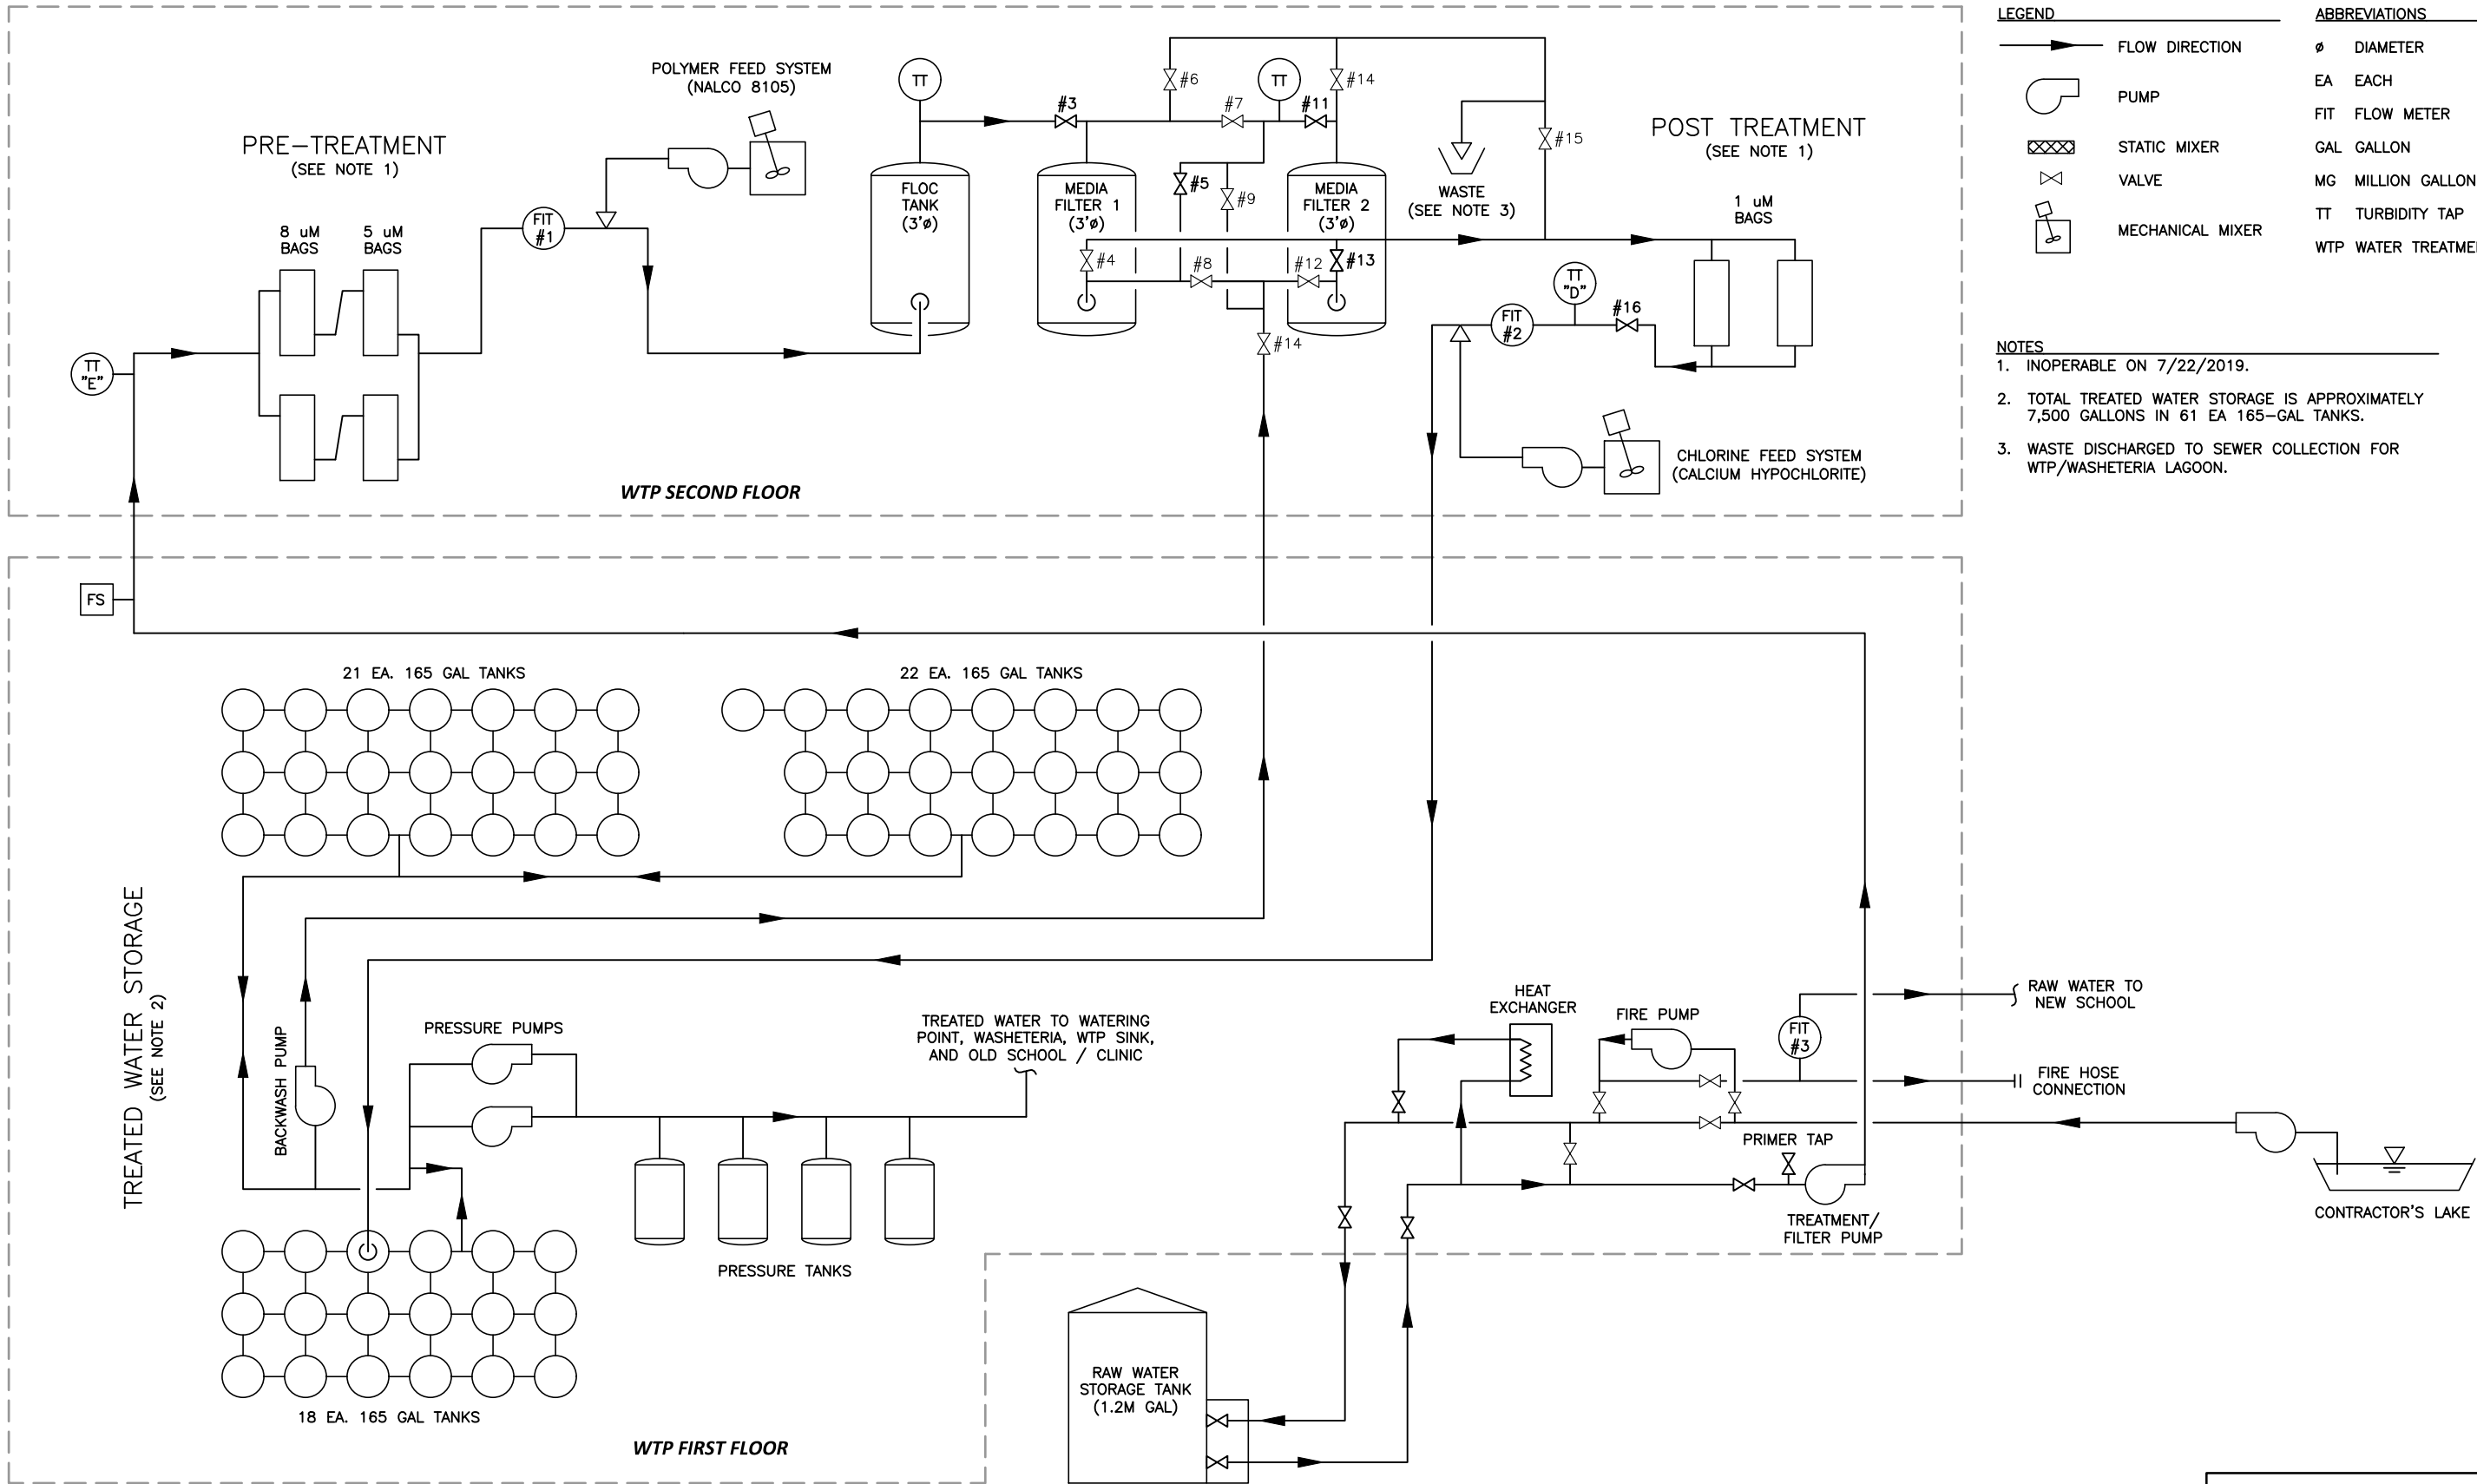 POLYMER FEED SYSTEM
(NALCO 8105)
PRE-TREATMENT
(SEE NOTE 1)
8 uM
BAGS
5 uM
BAGS
FIT
#1
TT
"E"
TT
FLOC
TANK
(3'ø)
#3
#6
#7
TT
#11
#14
#15
MEDIA
FILTER 1
(3'ø)
#5
#9
MEDIA
FILTER 2
(3'ø)
WASTE
(SEE NOTE 3)
#4
#8
#12
#13
#14
POST TREATMENT
(SEE NOTE 1)
1 uM
BAGS
TT
"D"
FIT
#2
#16
CHLORINE FEED SYSTEM
(CALCIUM HYPOCHLORITE)
WTP SECOND FLOOR
LEGEND
FLOW DIRECTION
PUMP
STATIC MIXER
VALVE
MECHANICAL MIXER
ABBREVIATIONS
ø DIAMETER
EA EACH
FIT FLOW METER
GAL GALLON
MG MILLION GALLON
TT TURBIDITY TAP
WTP WATER
NOTES
1. INOPERABLE ON 7/22/2019.
2. TOTAL TREATED WATER STORAGE IS APPROXIMATELY
7,500 GALLONS IN 61 EA 165-GAL TANKS.
3. WASTE DISCHARGED TO SEWER COLLECTION FOR
WTP/WASHETERIA LAGOON.
FS
21 EA. 165 GAL TANKS
22 EA. 165 GAL TANKS
TREATED WATER STORAGE
(SEE NOTE 2)
BACKWASH PUMP
PRESSURE PUMPS
TREATED WATER TO WATERING
POINT, WASHETERIA, WTP SINK,
AND OLD SCHOOL / CLINIC
PRESSURE TANKS
18 EA. 165 GAL TANKS
WTP FIRST FLOOR
HEAT
EXCHANGER
FIRE PUMP
FIT
#3
RAW WATER TO
NEW SCHOOL
FIRE HOSE
CONNECTION
PRIMER TAP
TREATMENT/
FILTER PUMP
CONTRACTOR'S LAKE
RAW WATER
STORAGE TANK
(1.2M GAL)